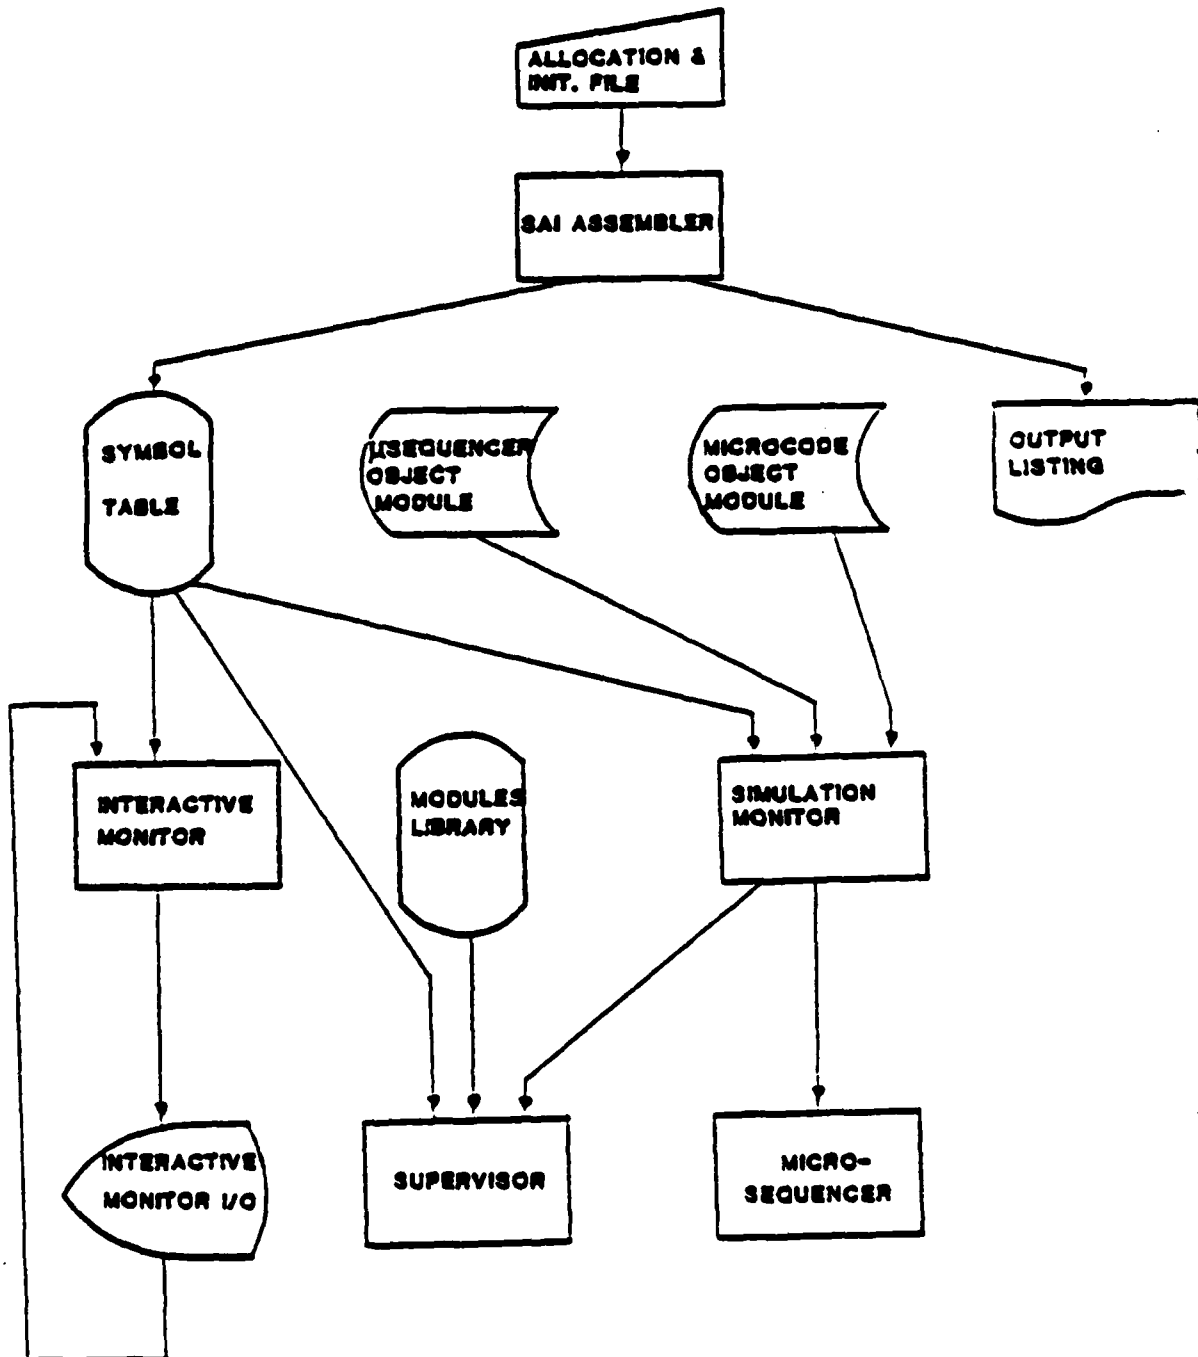 ALLOCATION &
INIT. FILE
SAI ASSEMBLER
SYMBOL
TABLE
μSEQUENCER
OBJECT
MODULE
MICROCODE
OBJECT
MODULE
OUTPUT
LISTING
INTERACTIVE
MONITOR
MODULES
LIBRARY
SIMULATION
MONITOR
INTERACTIVE
MONITOR I/O
SUPERVISOR
MICRO-
SEQUENCER